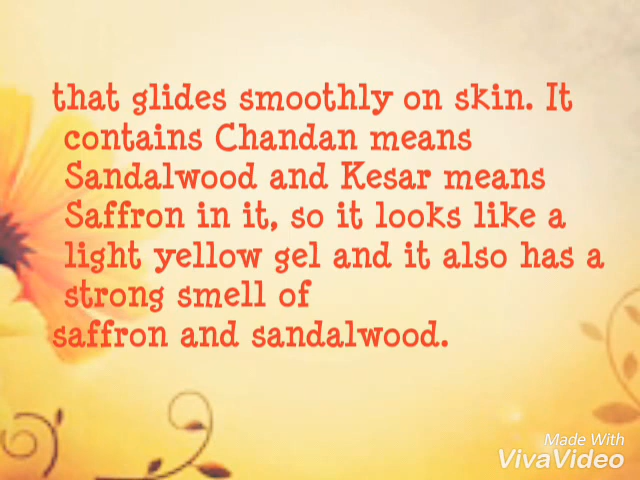 that glides smoothly on skin. It
contains Chandan means
Sandalwood and Kesar means
Saffron in it, so it looks like a
light yellow gel and it also has a
strong smell of
saffron and sandalwood.
Made With
VivaVideo